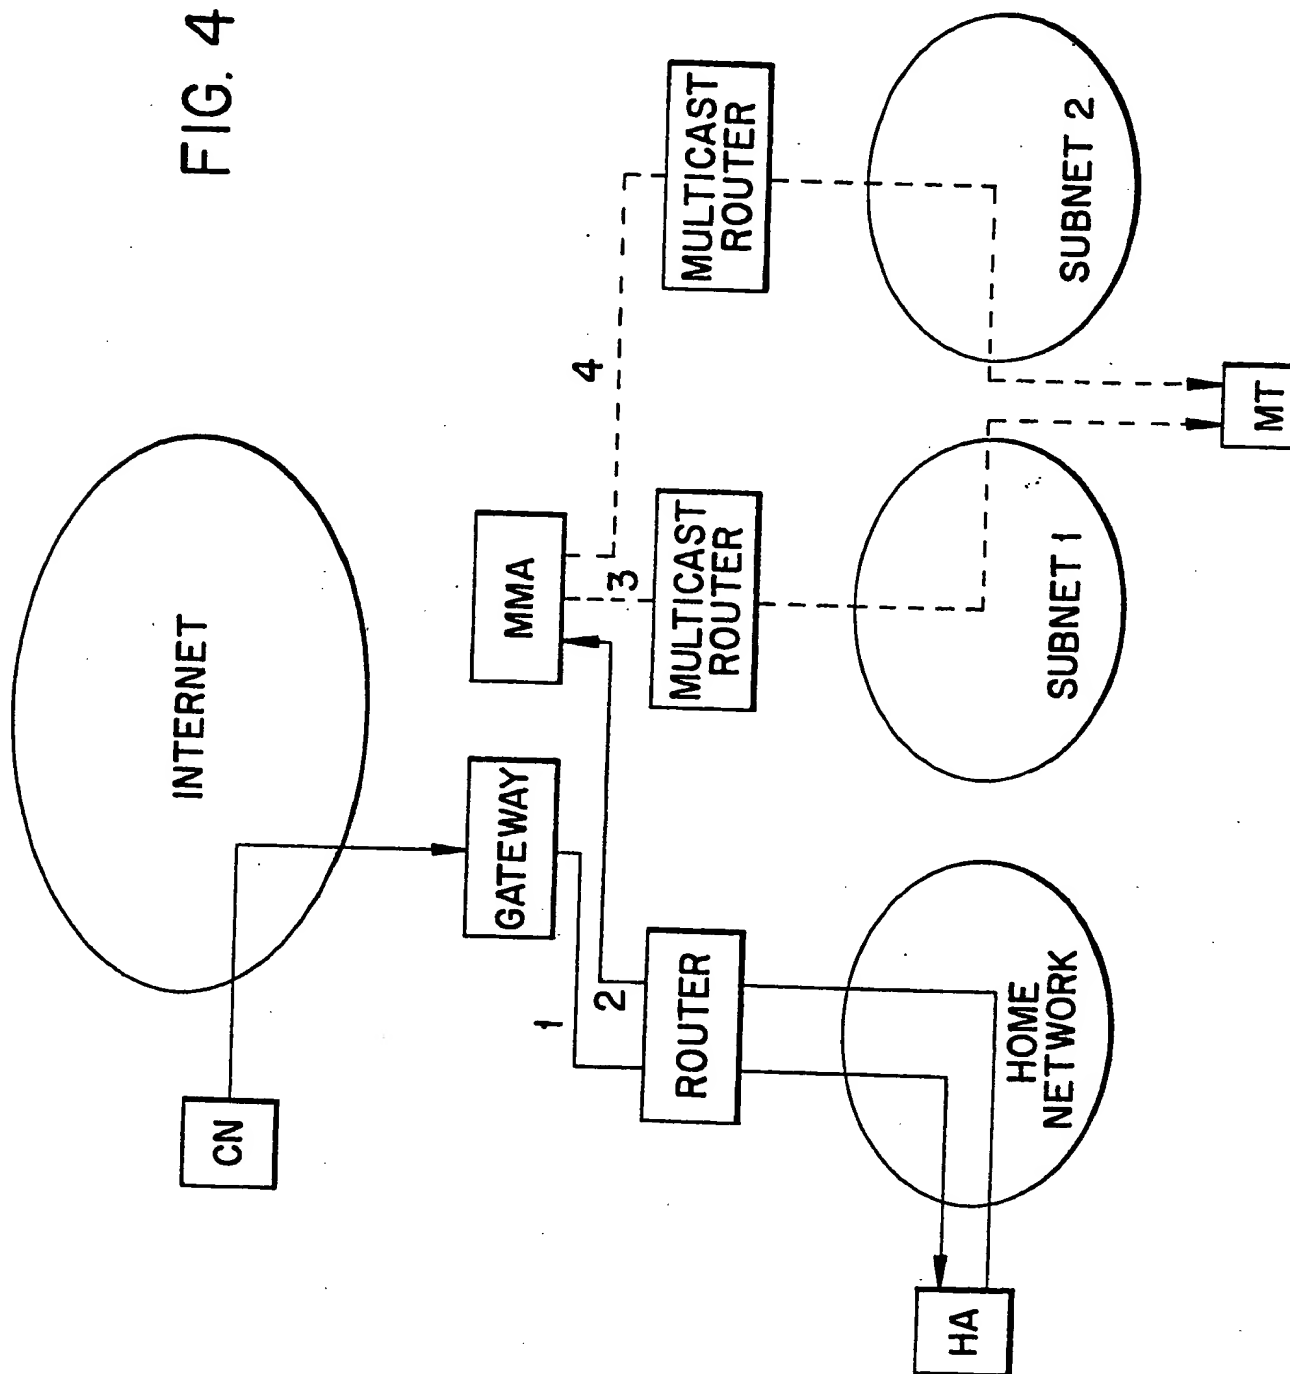 FIG. 4
INTERNET
CN
GATEWAY
MMA
1
2
3
4
ROUTER
MULTICAST
ROUTER
MULTICAST
ROUTER
HOME
NETWORK
SUBNET 1
SUBNET 2
HA
MT